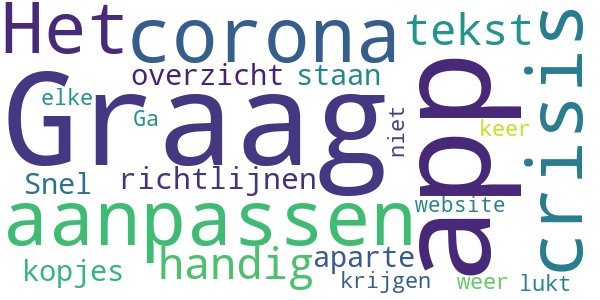 Het
corona
tekst
crisis
overzicht
staan
Graag
app
elke
Ga
niet
keer
Snel
richtlijnen
aanpassen
website
handig
aparte
kopjes
krijgen
weer
lukt